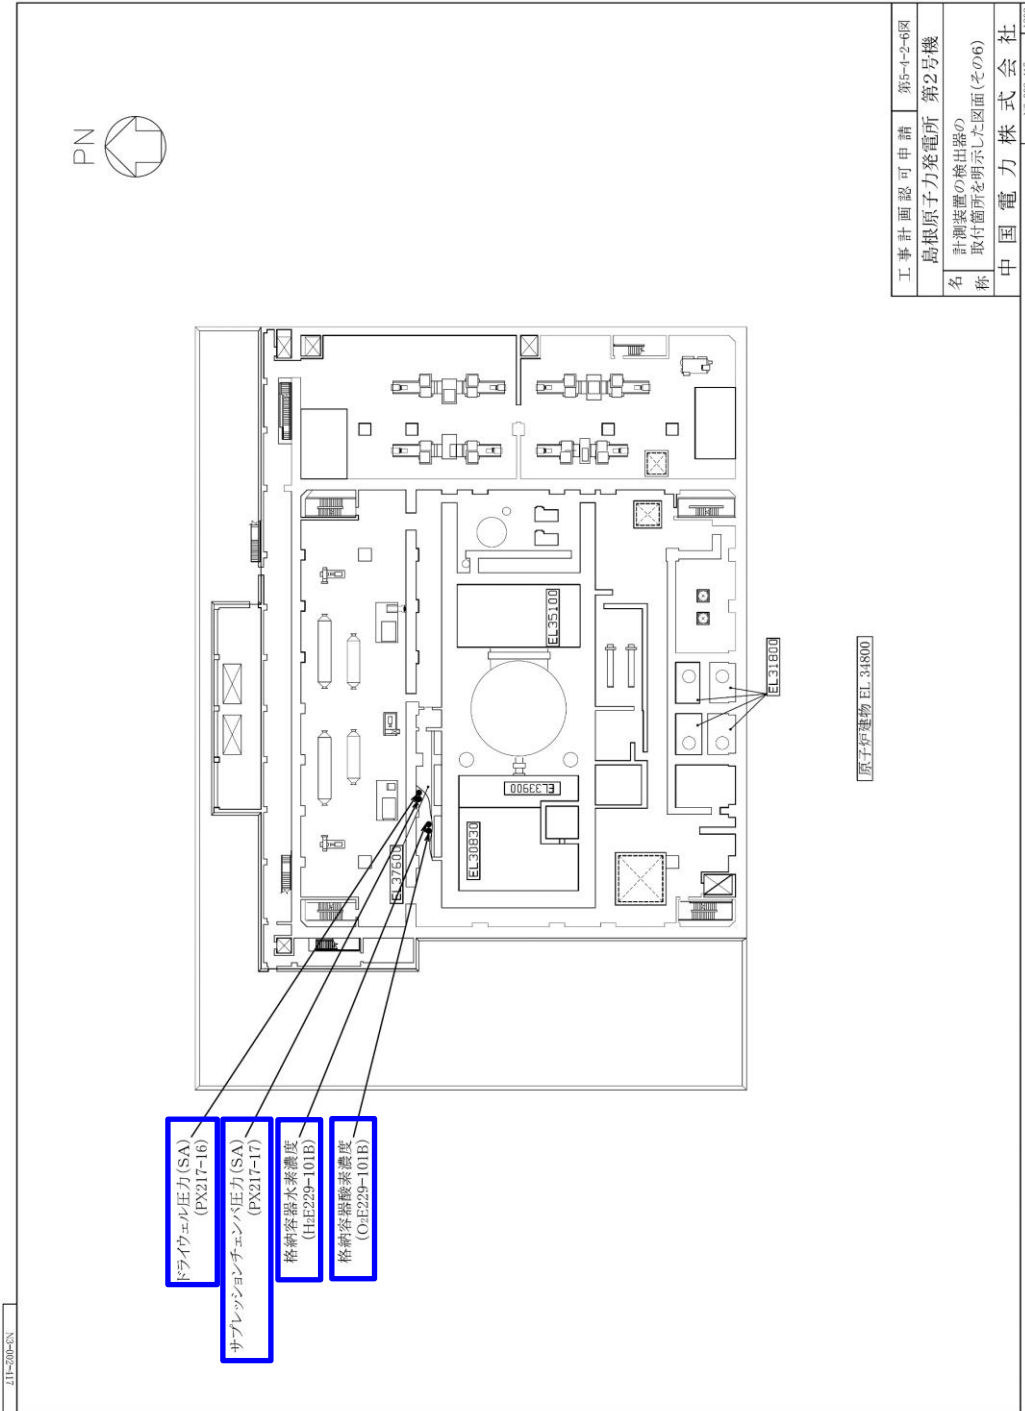 PN
ドライウェル圧力(SA)
(PX217-16)
サプレッションチェンバ圧力(SA)
(PX217-17)
格納容器水素濃度
(H2E229-101B)
格納容器酸素濃度
(O2E229-101B)
EL37600
EL30830
EL33900
EL35100
EL31800
原子炉建物 EL 34800
工事計画認可申請
第5-4-2-6図
島根原子力発電所 第2号機
名称
計測装置の検出器の
取付箇所を明示した図面(その6)
中国電力株式会社
N3-002-117